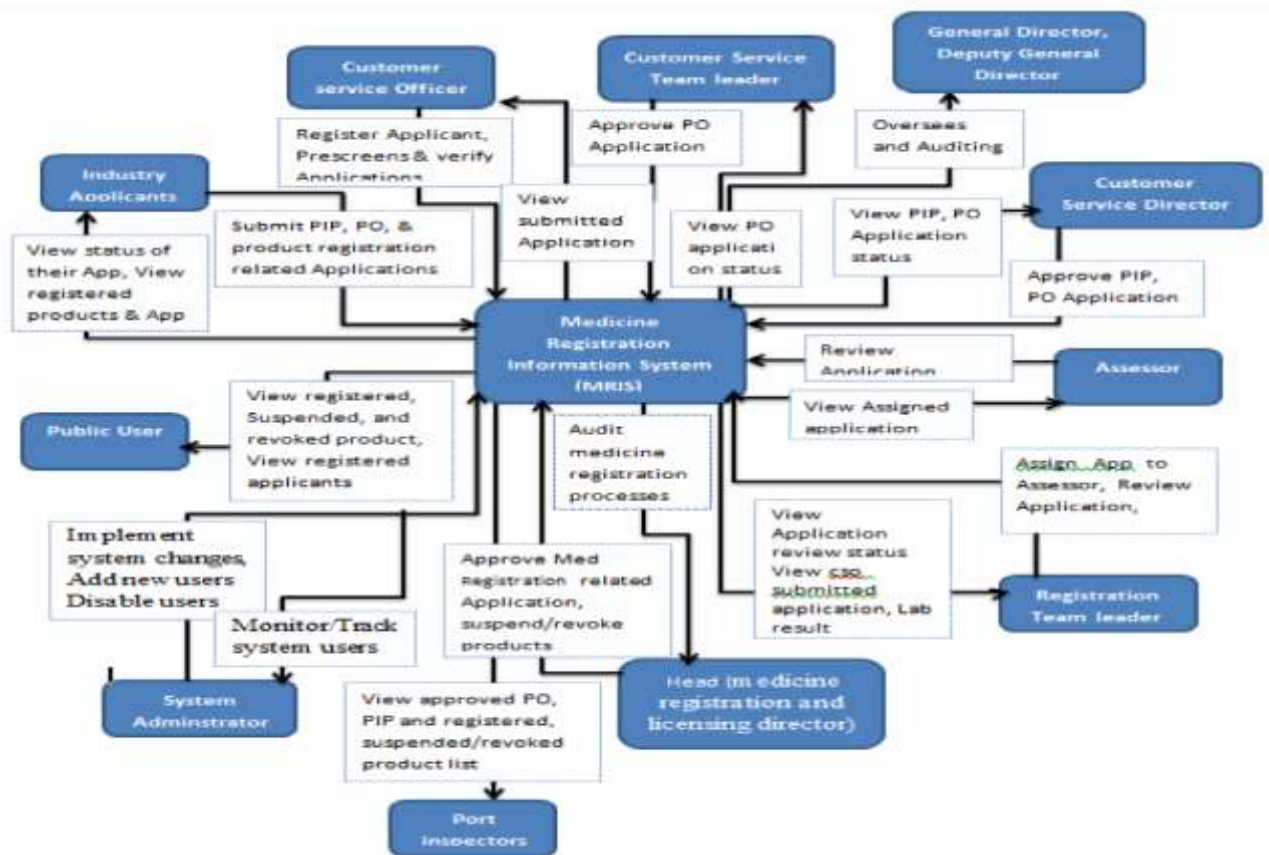 General Director,
Deputy General
Director
Customer Service
Team leader
Customer
service Officer
Register Applicant,
Prescreens & verify
Applications
Approve PO
Application
Oversees
and Auditing
Industry
Applicants
Customer
Service Director
View
submitted
Application
View PO
applicati
on status
View PIP, PO
Application
status
Submit PIP, PO, &
product registration
related Applications
View status of
their App, View
registered
products & App
Approve PIP,
PO Application
Medicine
Registration
Information System
(MRIS)
Review
Application
Assessor
View Assigned
application
Public User
View registered,
Suspended, and
revoked product,
View registered
applicants
Audit
medicine
registration
processes
Assign App to
Assessor, Review
Application,
View
Application
review status
View cso
submitted
application, Lab
result
Registration
Team leader
Implement
system changes,
Add new users
Disable users
Monitor/Track
system users
Approve Med
Registration related
Application,
suspend/revoke
products
System
Adminstrator
Head (m edicine
registration and
licensing director)
View approved PO,
PIP and registered,
suspended/revoked
product list
Port
inspectors